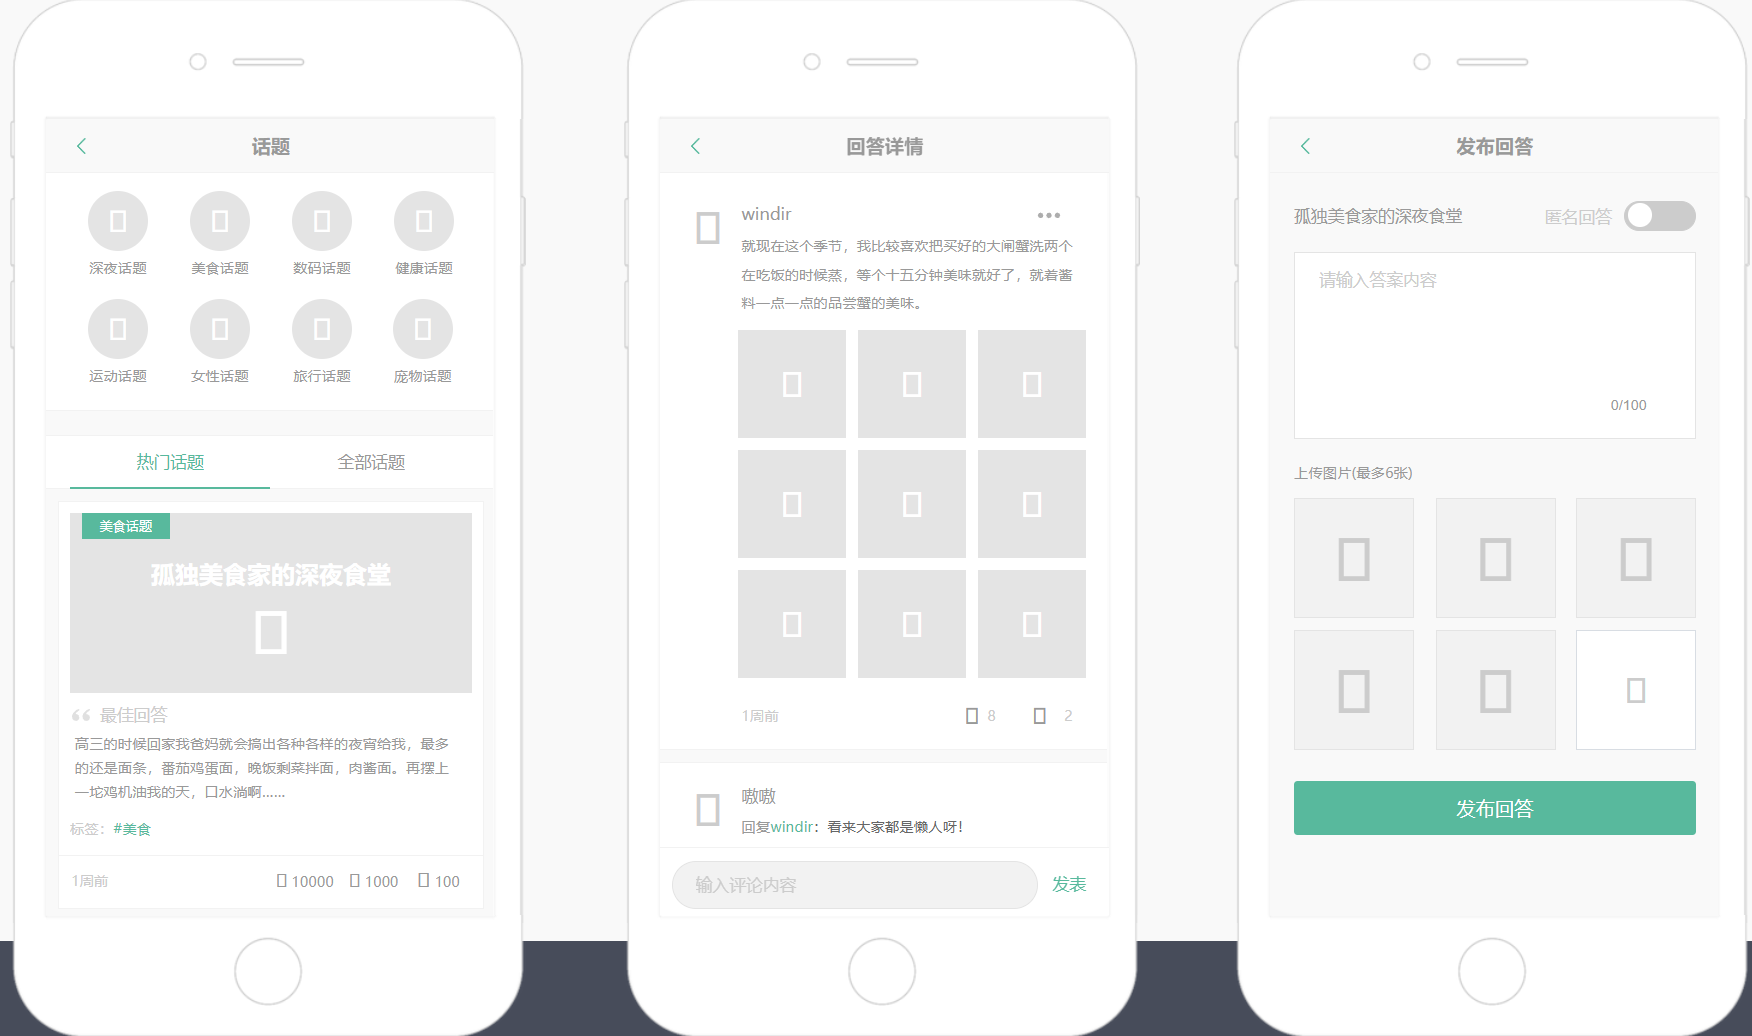 话题
深夜话题 美食话题 数码话题 健康话题
运动话题 女性话题 旅行话题 庞物话题
热门话题 全部话题
美食话题
孤独美食家的深夜食堂
最佳回答
高三的时候回家我爸妈就会搞出各种各样的夜宵给我，最多
的还是面条，番茄鸡蛋面，晚饭剩菜拌面，肉酱面。再摆上
一坨鸡机油我的天，口水淌啊……
标签：#美食
1周前 10000 1000 100
回答详情
windir
就现在这个季节，我比较喜欢把买好的大闸蟹洗两个
在吃饭的时候蒸，等个十五分钟美味就好了，就着酱
料一点一点的品尝蟹的美味。
1周前 8 2
嗷嗷
回复windir：看来大家都是懒人呀！
输入评论内容 发表
发布回答
孤独美食家的深夜食堂 匿名回答
请输入答案内容
0/100
上传图片(最多6张)
发布回答